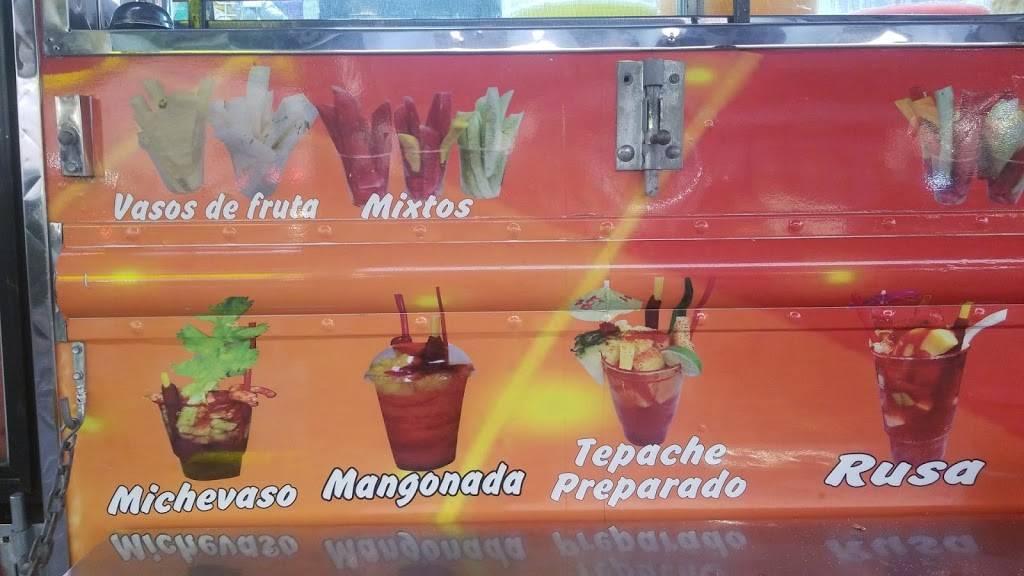 Vasos de fruta
Mixtos
Michevaso
Mangonada
Tepache
Preparado
Rusa